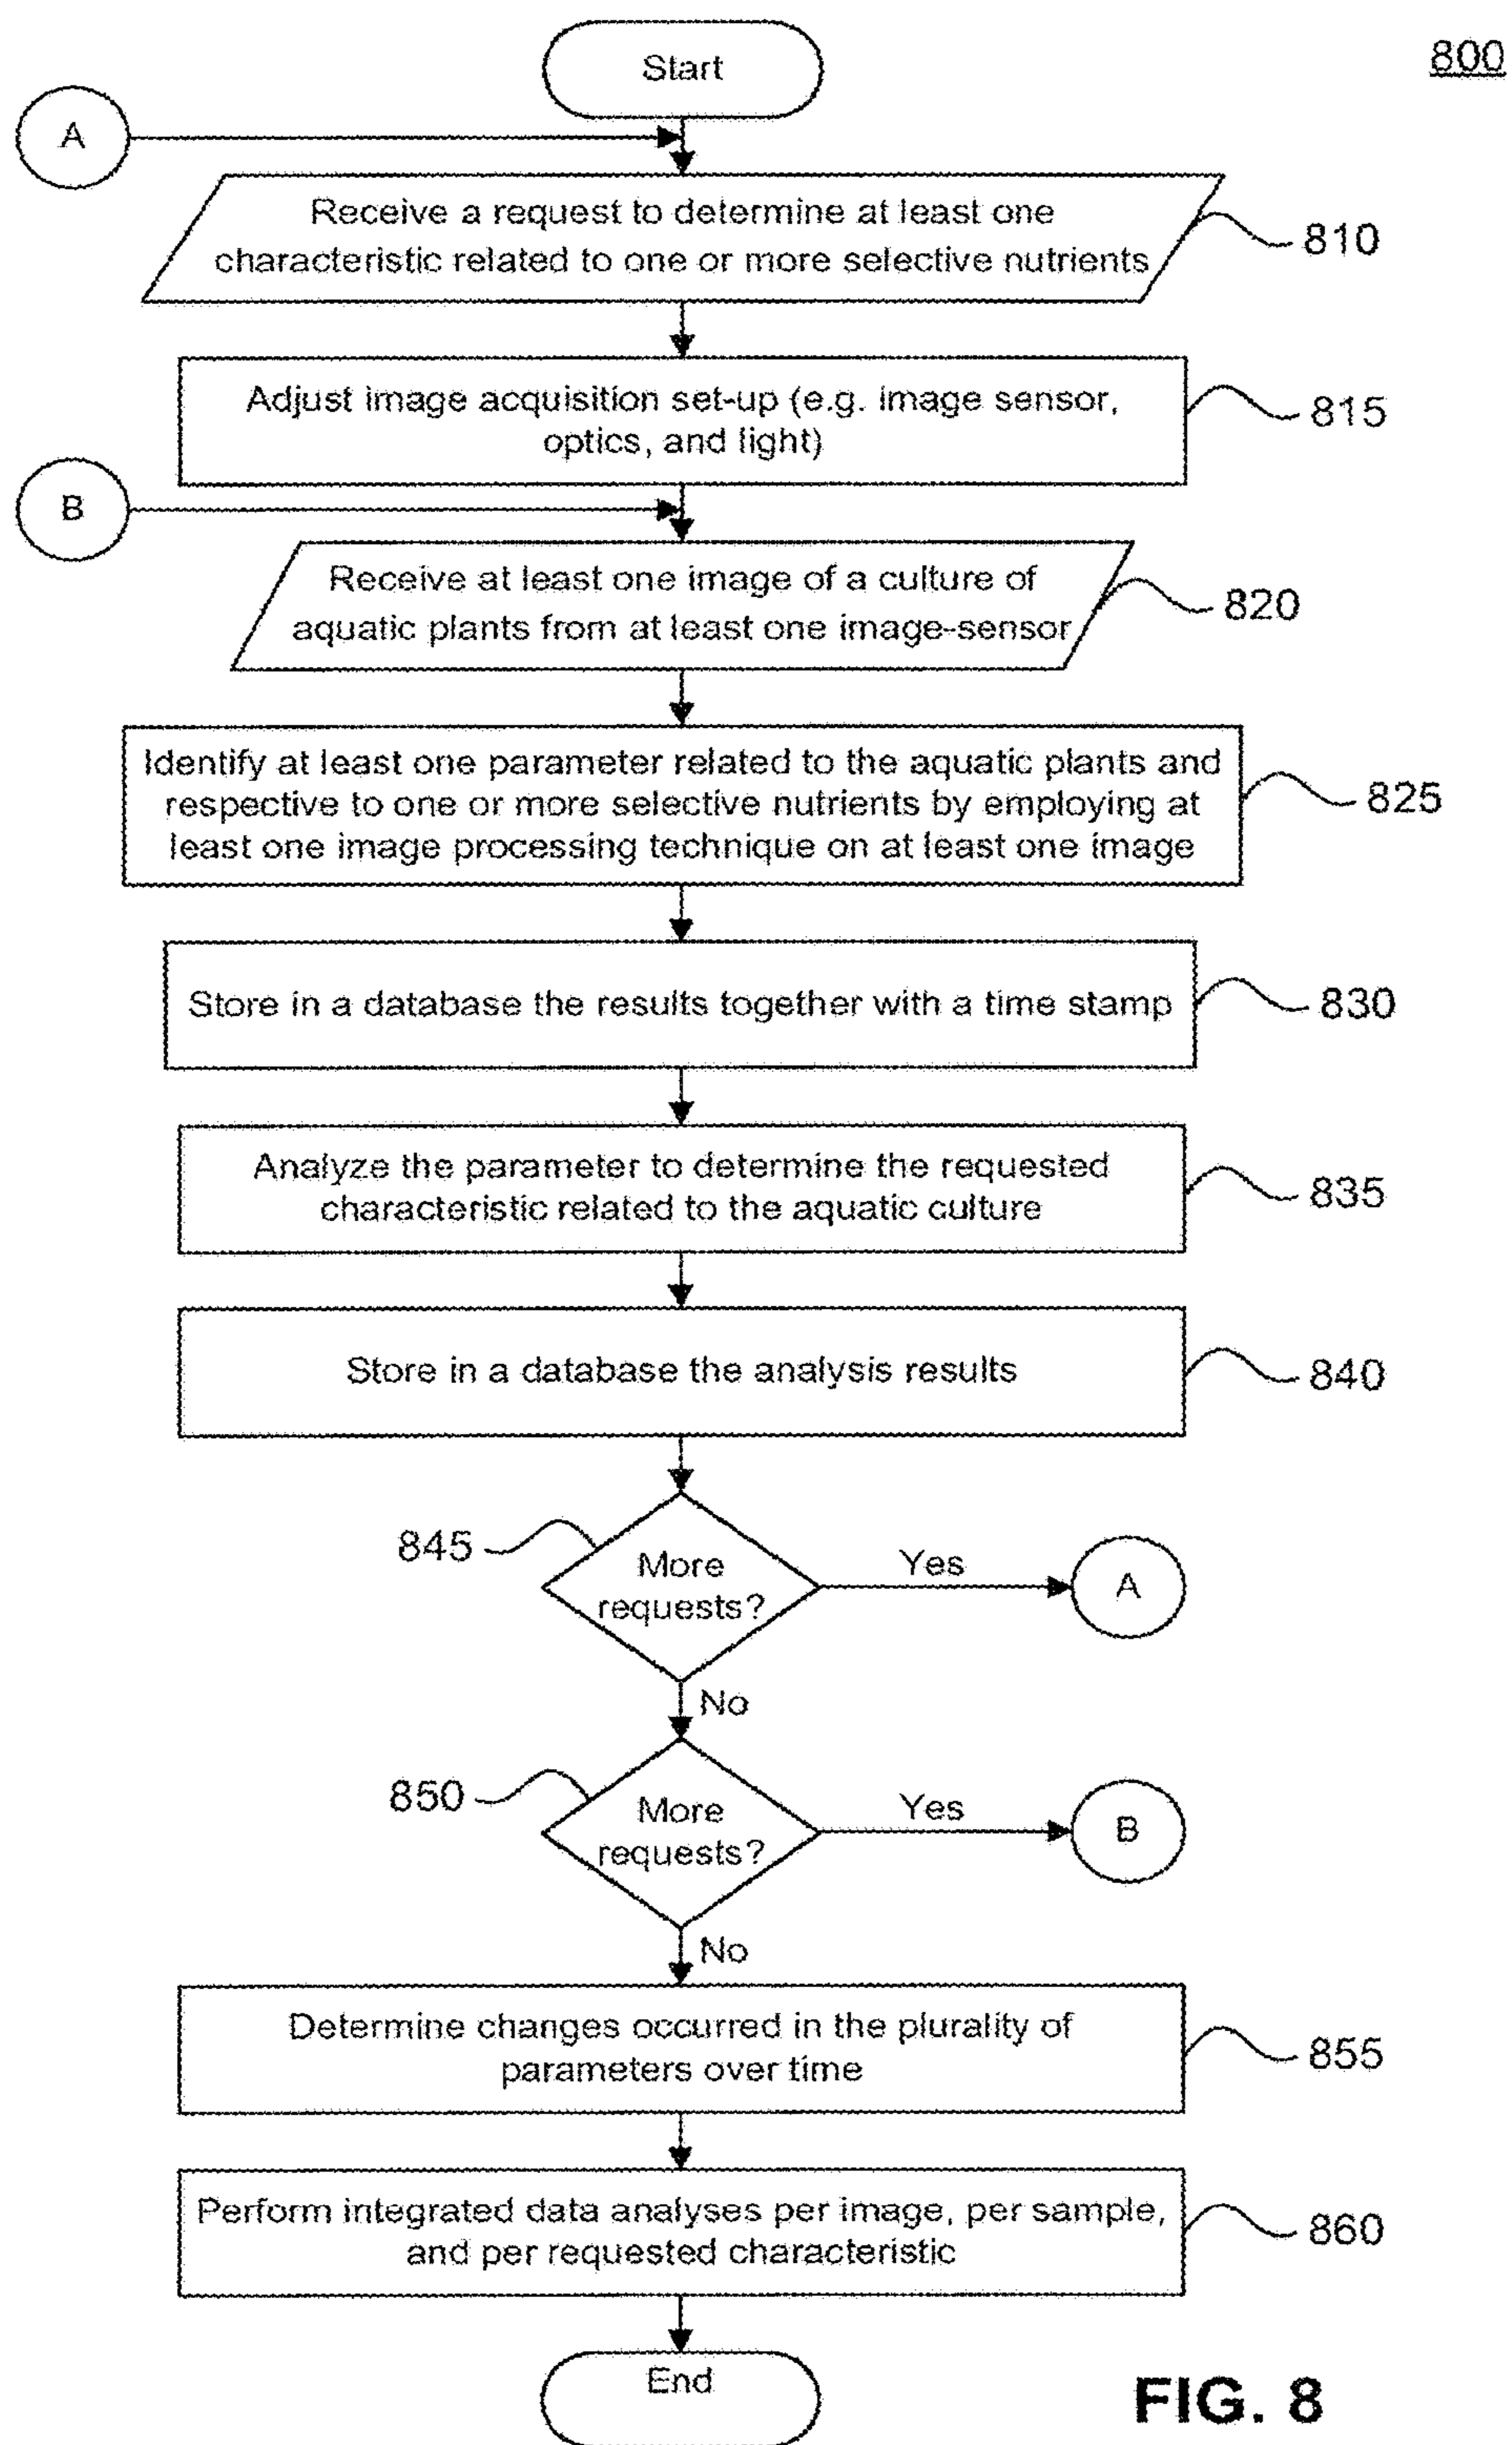 800
Start
A
Receive a request to determine at least one
characteristic related to one or more selective nutrients
810
Adjust image acquisition set-up (e.g. image sensor,
optics, and light)
815
B
Receive at least one image of a culture of
aquatic plants from at least one image-sensor
820
Identify at least one parameter related to the aquatic plants and
respective to one or more selective nutrients by employing at
least one image processing technique on at least one image
825
Store in a database the results together with a time stamp
830
Analyze the parameter to determine the requested
characteristic related to the aquatic culture
835
Store in a database the analysis results
840
845
More
requests?
Yes
A
No
850
More
requests?
Yes
B
No
Determine changes occurred in the plurality of
parameters over time
855
Perform integrated data analyses per image, per sample,
and per requested characteristic
860
End
FIG. 8